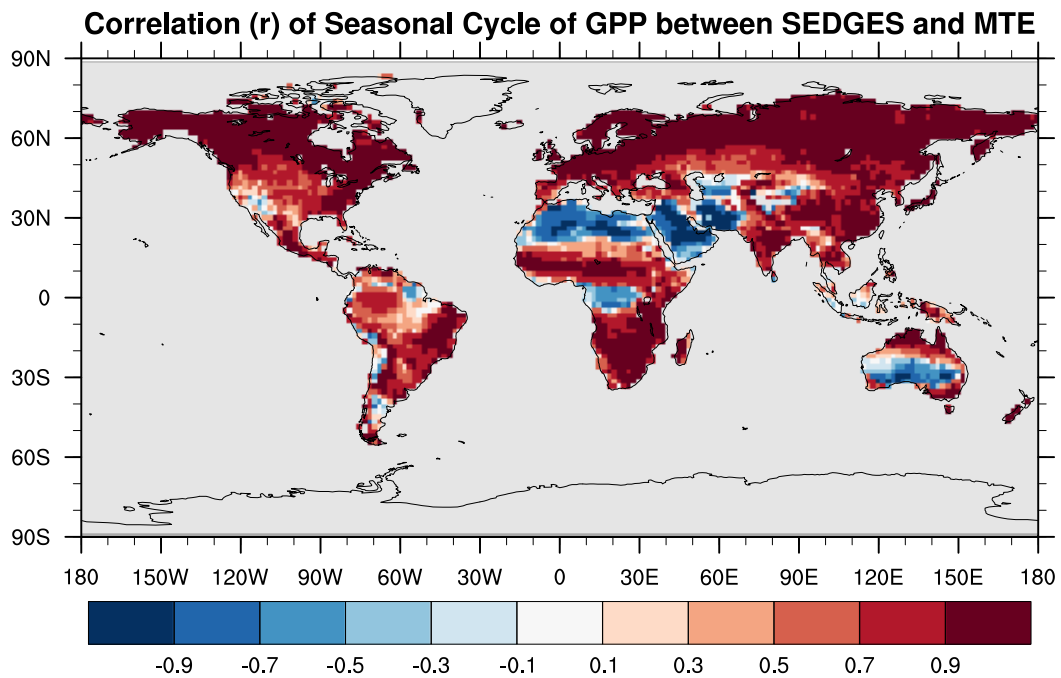 Correlation (r) of Seasonal Cycle of GPP between SEDGES and MTE
90N
60N
30N
0
30S
60S
90S
180 150W 120W 90W 60W 30W 0 30E 60E 90E 120E 150E 180
-0.9 -0.7 -0.5 -0.3 -0.1 0.1 0.3 0.5 0.7 0.9